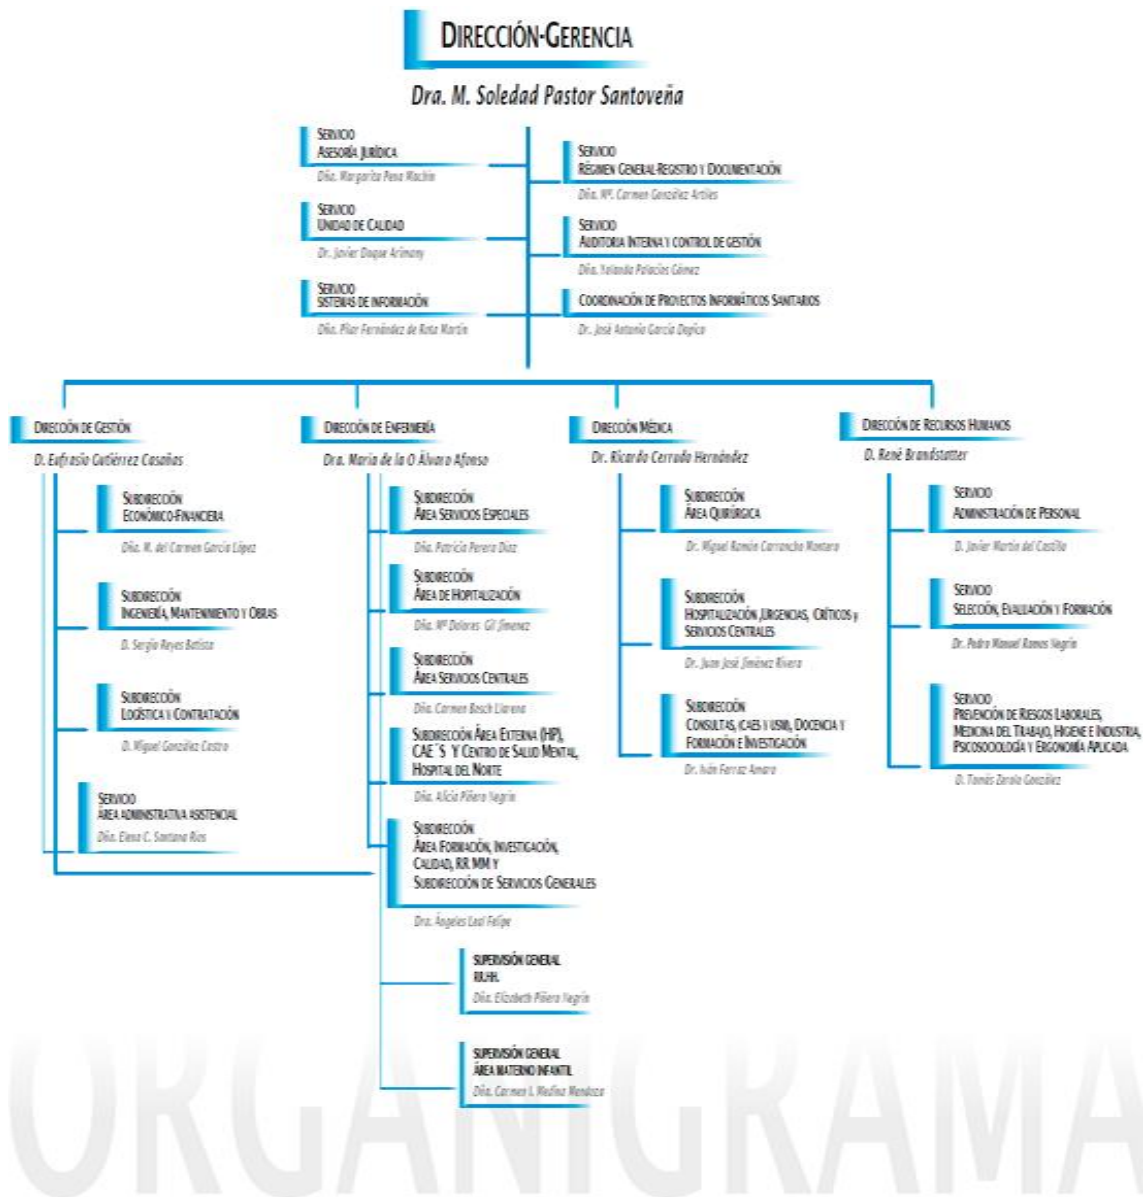 DIRECCIÓN-GERENCIA
Dra. M. Soledad Pastor Santoveña
SERVICIO
ASESORÍA JURÍDICA
Dña. Margarita Pena Machín
SERVICIO
RÉGIMEN GENERAL-REGISTRO Y DOCUMENTACIÓN
Dña. Mª. Carmen González Artiles
SERVICIO
UNIDAD DE CALIDAD
Dr. Javier Duque Arimany
SERVICIO
AUDITORIA INTERNA Y CONTROL DE GESTIÓN
Dña. Yolanda Palacios Gómez
SERVICIO
SISTEMAS DE INFORMACIÓN
Dña. Pilar Fernández de Rota Martín
COORDINACIÓN DE PROYECTOS INFORMÁTICOS SANITARIOS
Dr. José Antonio García Dopico
DIRECCIÓN DE GESTIÓN
D. Eufrasio Gutiérrez Casañas
SUBDIRECCIÓN
ECONÓMICO-FINANCIERA
Dña. M. del Carmen García López
SUBDIRECCIÓN
INGENIERÍA, MANTENIMIENTO Y OBRAS
D. Sergio Reyes Batista
SUBDIRECCIÓN
LOGÍSTICA Y CONTRATACIÓN
D. Miguel González Castro
SERVICIO
ÁREA ADMINISTRATIVA ASISTENCIAL
Dña. Elena C. Santana Rios
DIRECCIÓN DE ENFERMERÍA
Dra. Maria de la O Álvaro Afonso
SUBDIRECCIÓN
ÁREA SERVICIOS ESPECIALES
Dña. Patricia Perera Diaz
SUBDIRECCIÓN
ÁREA DE HOPITALIZACIÓN
Dña. Mª Dolores Gil Jimenez
SUBDIRECCIÓN
ÁREA SERVICIOS CENTRALES
Dña. Carmen Bosch Llarena
SUBDIRECCIÓN ÁREA EXTERNA (HP),
CAE´S Y CENTRO DE SALUD MENTAL,
HOSPITAL DEL NORTE
Dña. Alicia Piñero Negrín
SUBDIRECCIÓN
ÁREA FORMACIÓN, INVESTIGACIÓN,
CALIDAD, RR MM Y
SUBDIRECCIÓN DE SERVICIOS GENERALES
Dra. Ángeles Leal Felipe
SUPERVISIÓN GENERAL
RR.HH.
Dña. Elizabeth Piñero Negrín
SUPERVISIÓN GENERAL
ÁREA MATERNO INFANTIL
Dña. Carmen I. Medina Mendoza
DIRECCIÓN MÉDICA
Dr. Ricardo Cerrudo Hernández
SUBDIRECCIÓN
ÁREA QUIRÚRGICA
Dr. Miguel Ramón Carrancho Montero
SUBDIRECCIÓN
HOSPITALIZACIÓN, URGENCIAS, CRÍTICOS y
SERVICIOS CENTRALES
Dr. Juan José Jiménez Rivera
SUBDIRECCIÓN
CONSULTAS, (CAES Y USM), DOCENCIA Y
FORMACIÓN E INVESTIGACIÓN
Dr. Iván Ferraz Amaro
DIRECCIÓN DE RECURSOS HUMANOS
D. René Brandstatter
SERVICIO
ADMINISTRACIÓN DE PERSONAL
D. Javier Martín del Castillo
SERVICIO
SELECCIÓN, EVALUACIÓN Y FORMACIÓN
Dr. Pedro Manuel Ramos Negrín
SERVICIO
PREVENCIÓN DE RIESGOS LABORALES,
MEDICINA DEL TRABAJO, HIGIENE E INDUSTRIA,
PSICOSOCIOLOGÍA Y ERGONOMÍA APLICADA
D. Tomás Zerolo González
ORGANIGRAMA